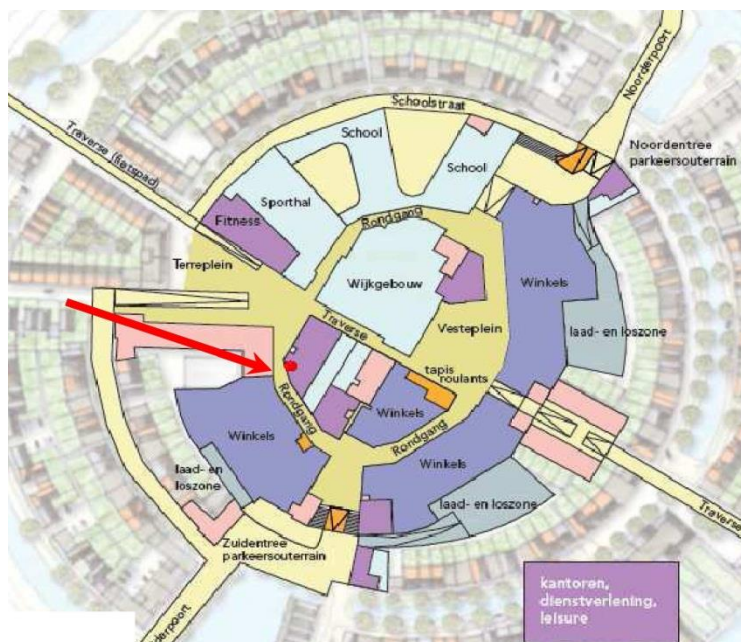 Noorderpoort
Schoolstraat
Traverse (fietspad)
School
School
Noordentree
parkeersouterrain
Sporthal
Fitness
Rondgang
Terreplein
Wijkgebouw
Winkels
Traverse
Vesteplein
laad- en loszone
tapis
roulants
Rondgang
Winkels
Rondgang
Winkels
Winkels
laad- en
loszone
laad- en loszone
Traverse
Zuidentree
parkeersouterrain
kantoren,
dienstverlening,
leisure
derpoort